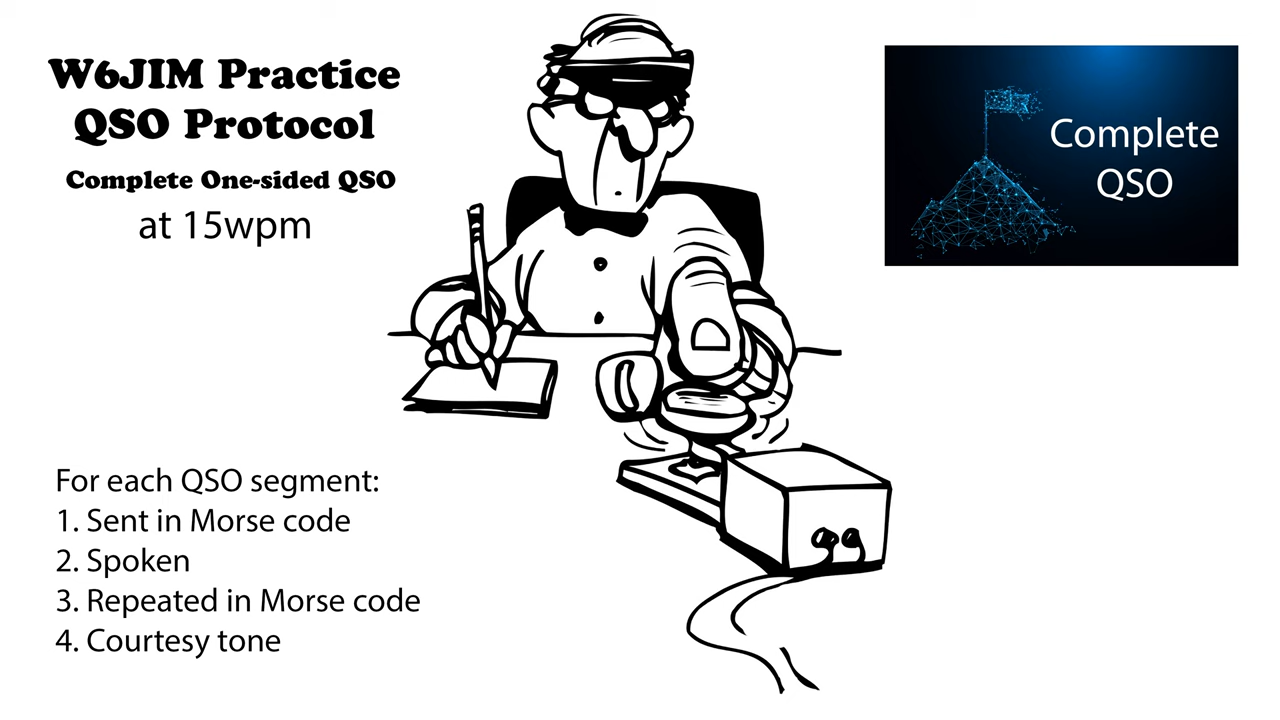 W6JIM Practice
QSO Protocol
Complete One-sided QSO
at 15wpm
Complete
QSO
For each QSO segment:
1. Sent in Morse code
2. Spoken
3. Repeated in Morse code
4. Courtesy tone